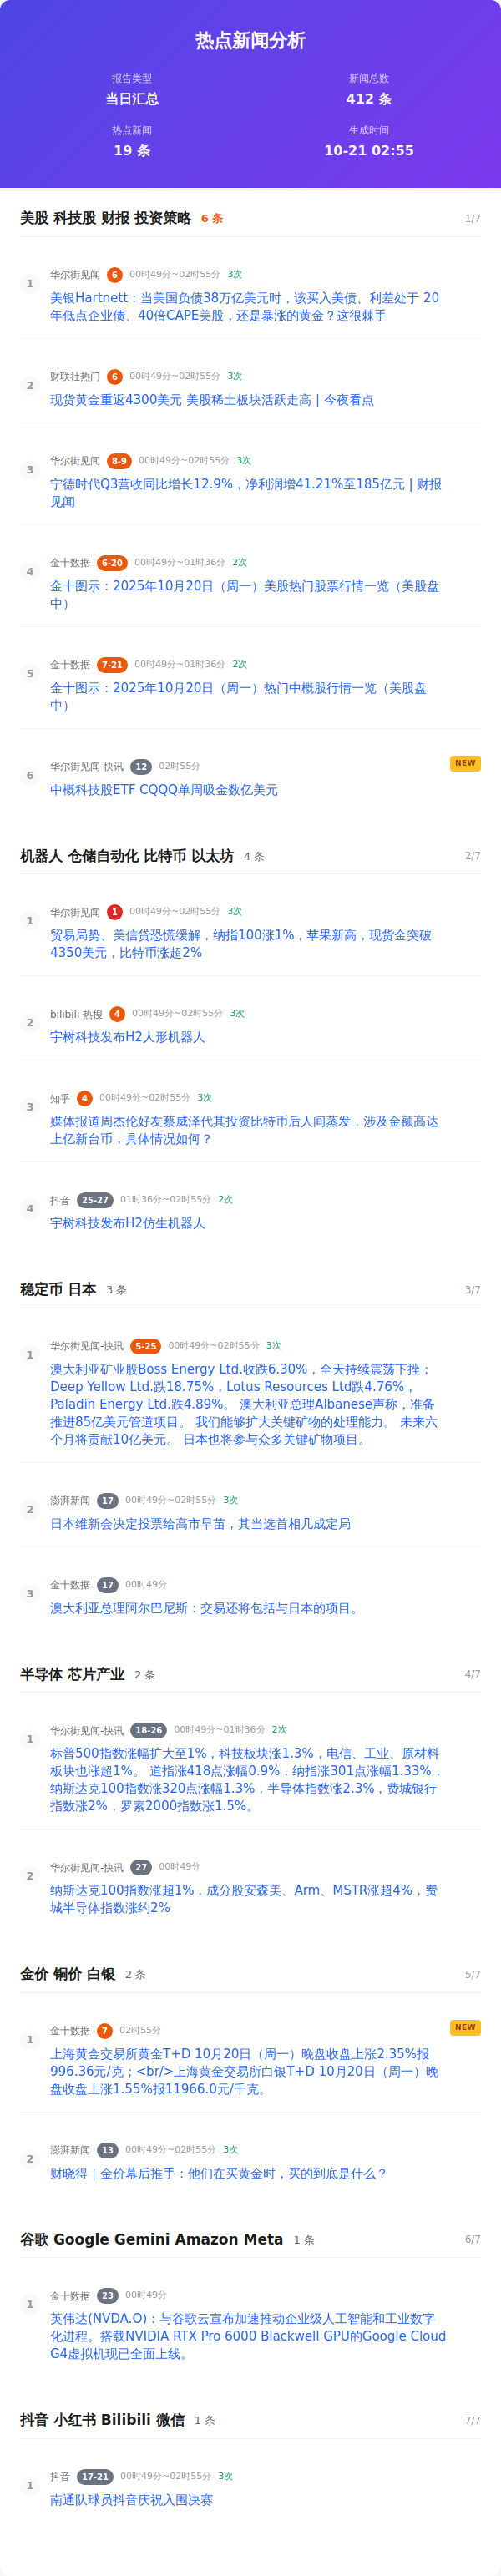 热点新闻分析
报告类型
当日汇总
新闻总数
412 条
热点新闻
19 条
生成时间
10-21 02:55
美股 科技股 财报 投资策略 6 条 1/7
1 华尔街见闻 6 00时49分~02时55分 3次
美银Hartnett：当美国负债38万亿美元时，该买入美债、利差处于 20
年低点企业债、40倍CAPE美股，还是暴涨的黄金？这很棘手
2 财联社热门 6 00时49分~02时55分 3次
现货黄金重返4300美元 美股稀土板块活跃走高 | 今夜看点
3 华尔街见闻 8-9 00时49分~02时55分 3次
宁德时代Q3营收同比增长12.9%，净利润增41.21%至185亿元 | 财报
见闻
4 金十数据 6-20 00时49分~01时36分 2次
金十图示：2025年10月20日（周一）美股热门股票行情一览（美股盘
中）
5 金十数据 7-21 00时49分~01时36分 2次
金十图示：2025年10月20日（周一）热门中概股行情一览（美股盘
中）
6 华尔街见闻-快讯 12 02时55分 NEW
中概科技股ETF CQQQ单周吸金数亿美元
机器人 仓储自动化 比特币 以太坊 4 条 2/7
1 华尔街见闻 1 00时49分~02时55分 3次
贸易局势、美信贷恐慌缓解，纳指100涨1%，苹果新高，现货金突破
4350美元，比特币涨超2%
2 bilibili 热搜 4 00时49分~02时55分 3次
宇树科技发布H2人形机器人
3 知乎 4 00时49分~02时55分 3次
媒体报道周杰伦好友蔡威泽代其投资比特币后人间蒸发，涉及金额高达
上亿新台币，具体情况如何？
4 抖音 25-27 01时36分~02时55分 2次
宇树科技发布H2仿生机器人
稳定币 日本 3 条 3/7
1 华尔街见闻-快讯 5-25 00时49分~02时55分 3次
澳大利亚矿业股Boss Energy Ltd.收跌6.30%，全天持续震荡下挫；
Deep Yellow Ltd.跌18.75%，Lotus Resources Ltd跌4.76%，
Paladin Energy Ltd.跌4.89%。 澳大利亚总理Albanese声称，准备
推进85亿美元管道项目。 我们能够扩大关键矿物的处理能力。 未来六
个月将贡献10亿美元。 日本也将参与众多关键矿物项目。
2 澎湃新闻 17 00时49分~02时55分 3次
日本维新会决定投票给高市早苗，其当选首相几成定局
3 金十数据 17 00时49分
澳大利亚总理阿尔巴尼斯：交易还将包括与日本的项目。
半导体 芯片产业 2 条 4/7
1 华尔街见闻-快讯 18-26 00时49分~01时36分 2次
标普500指数涨幅扩大至1%，科技板块涨1.3%，电信、工业、原材料
板块也涨超1%。 道指涨418点涨幅0.9%，纳指涨301点涨幅1.33%，
纳斯达克100指数涨320点涨幅1.3%，半导体指数涨2.3%，费城银行
指数涨2%，罗素2000指数涨1.5%。
2 华尔街见闻-快讯 27 00时49分
纳斯达克100指数涨超1%，成分股安森美、Arm、MSTR涨超4%，费
城半导体指数涨约2%
金价 铜价 白银 2 条 5/7
1 金十数据 7 02时55分 NEW
上海黄金交易所黄金T+D 10月20日（周一）晚盘收盘上涨2.35%报
996.36元/克；<br/>上海黄金交易所白银T+D 10月20日（周一）晚
盘收盘上涨1.55%报11966.0元/千克。
2 澎湃新闻 13 00时49分~02时55分 3次
财晓得｜金价幕后推手：他们在买黄金时，买的到底是什么？
谷歌 Google Gemini Amazon Meta 1 条 6/7
1 金十数据 23 00时49分
英伟达(NVDA.O)：与谷歌云宣布加速推动企业级人工智能和工业数字
化进程。搭载NVIDIA RTX Pro 6000 Blackwell GPU的Google Cloud
G4虚拟机现已全面上线。
抖音 小红书 Bilibili 微信 1 条 7/7
1 抖音 17-21 00时49分~02时55分 3次
南通队球员抖音庆祝入围决赛